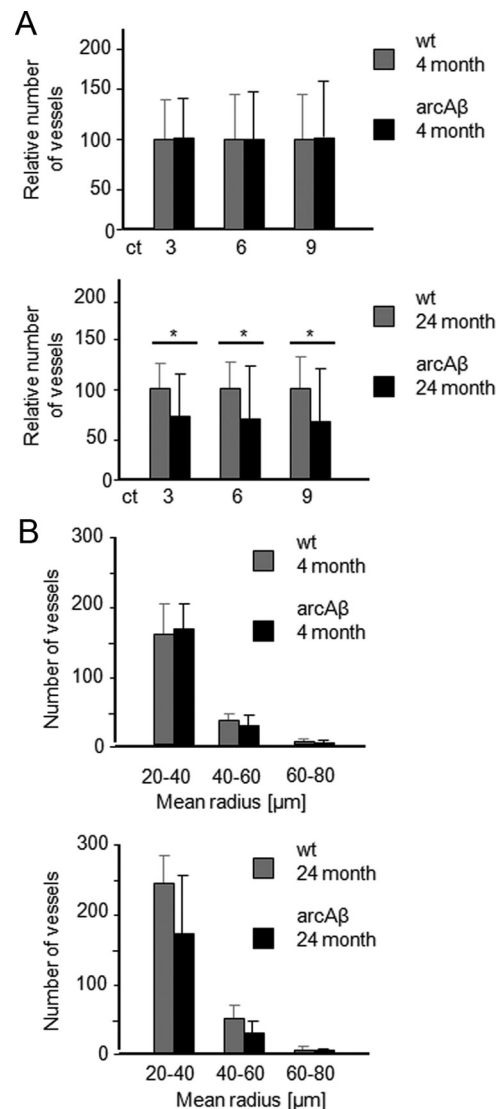 A
Relative number
of vessels
200
150
100
50
0
ct 3 6 9
wt
4 month
arcAβ
4 month
Relative number
of vessels
200
150
100
50
0
ct 3 6 9
* * *
wt
24 month
arcAβ
24 month
B
Number of vessels
300
200
100
0
20-40 40-60 60-80
Mean radius [µm]
wt
4 month
arcAβ
4 month
Number of vessels
300
200
100
0
20-40 40-60 60-80
Mean radius [µm]
wt
24 month
arcAβ
24 month